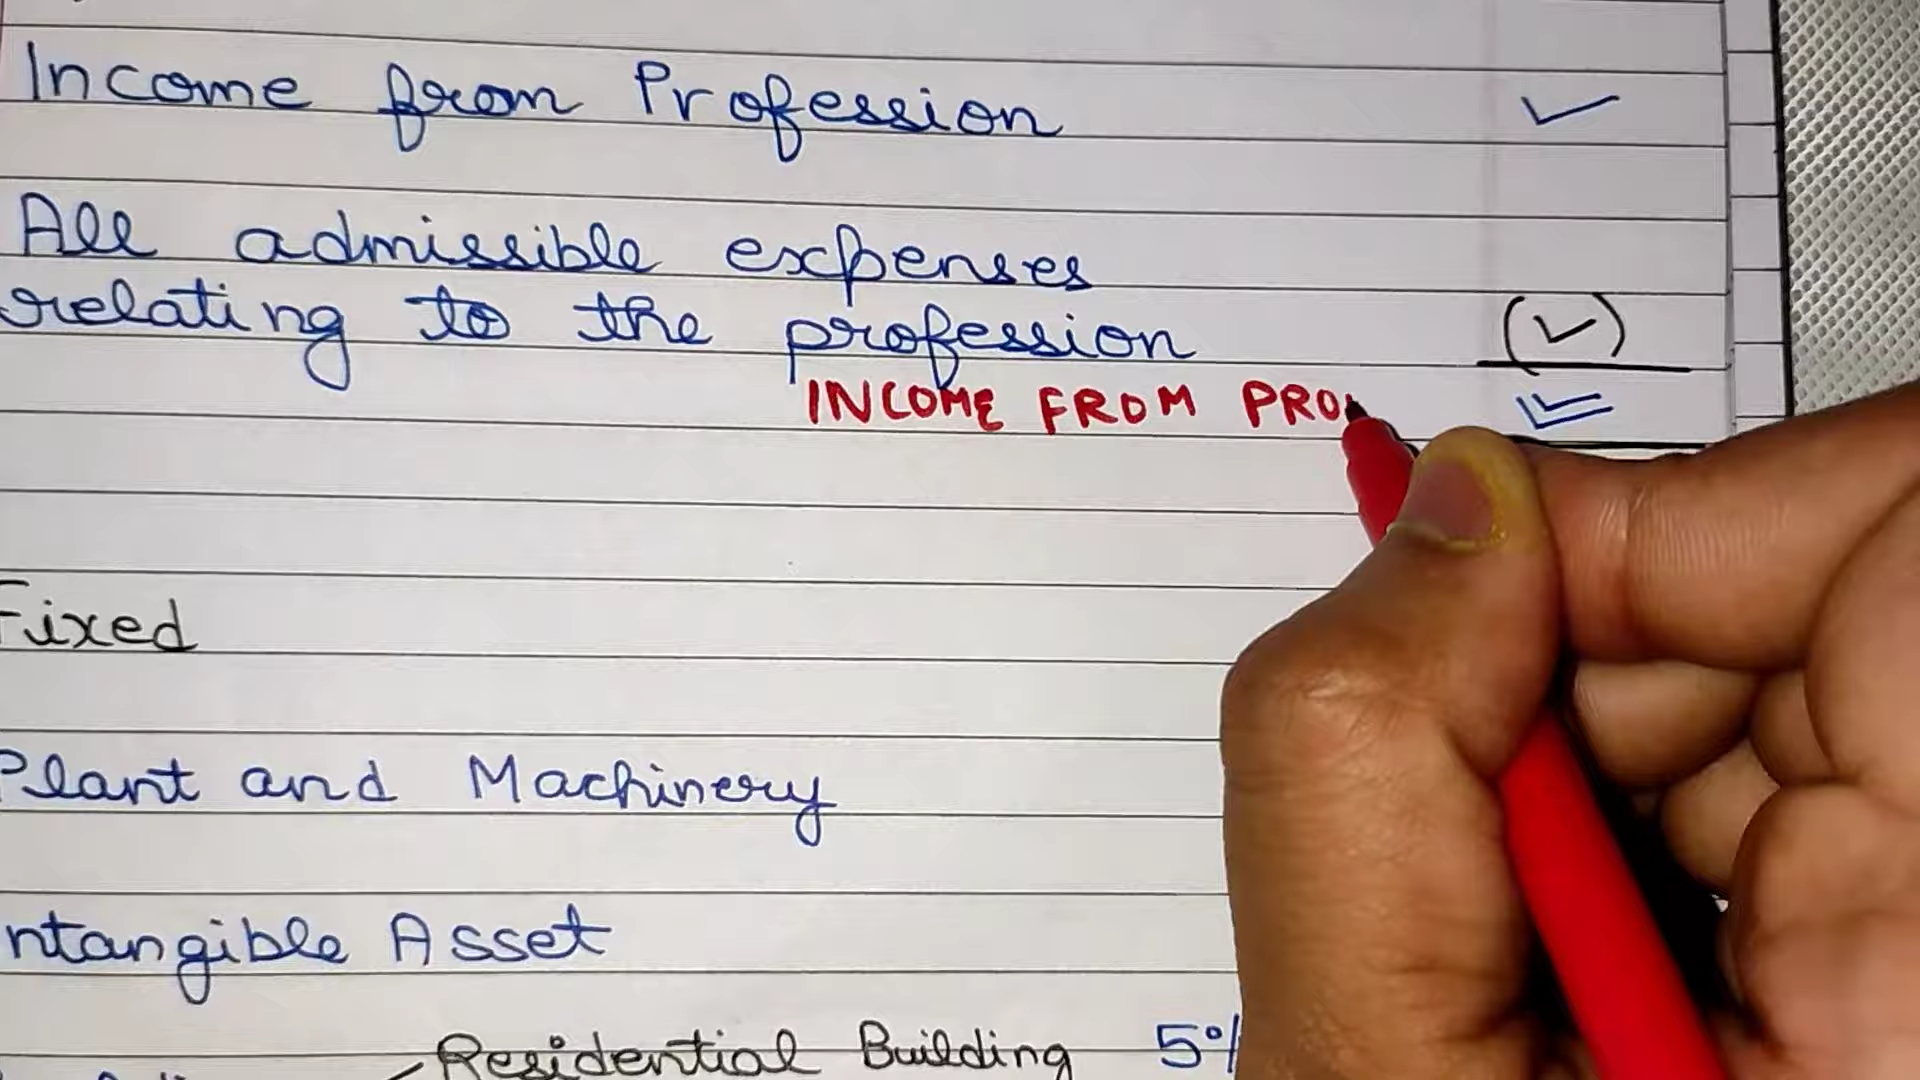 Income from Profession
All admissible expenses
relating to the profession
INCOME FROM PRO
Fixed
Plant and Machinery
ntangible Asset
Residential Building 5%